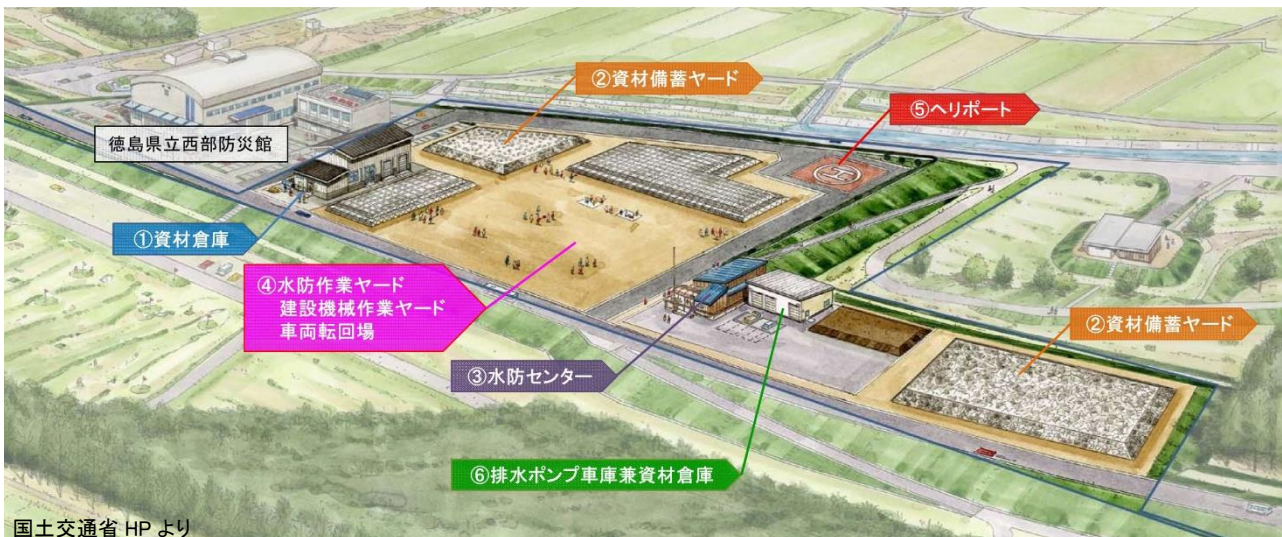 ②資材備蓄ヤード
⑤ヘリポート
徳島県立西部防災館
①資材倉庫
④水防作業ヤード
建設機械作業ヤード
車両転回場
②資材備蓄ヤード
③水防センター
⑥排水ポンプ車庫兼資材倉庫
国土交通省 HP より